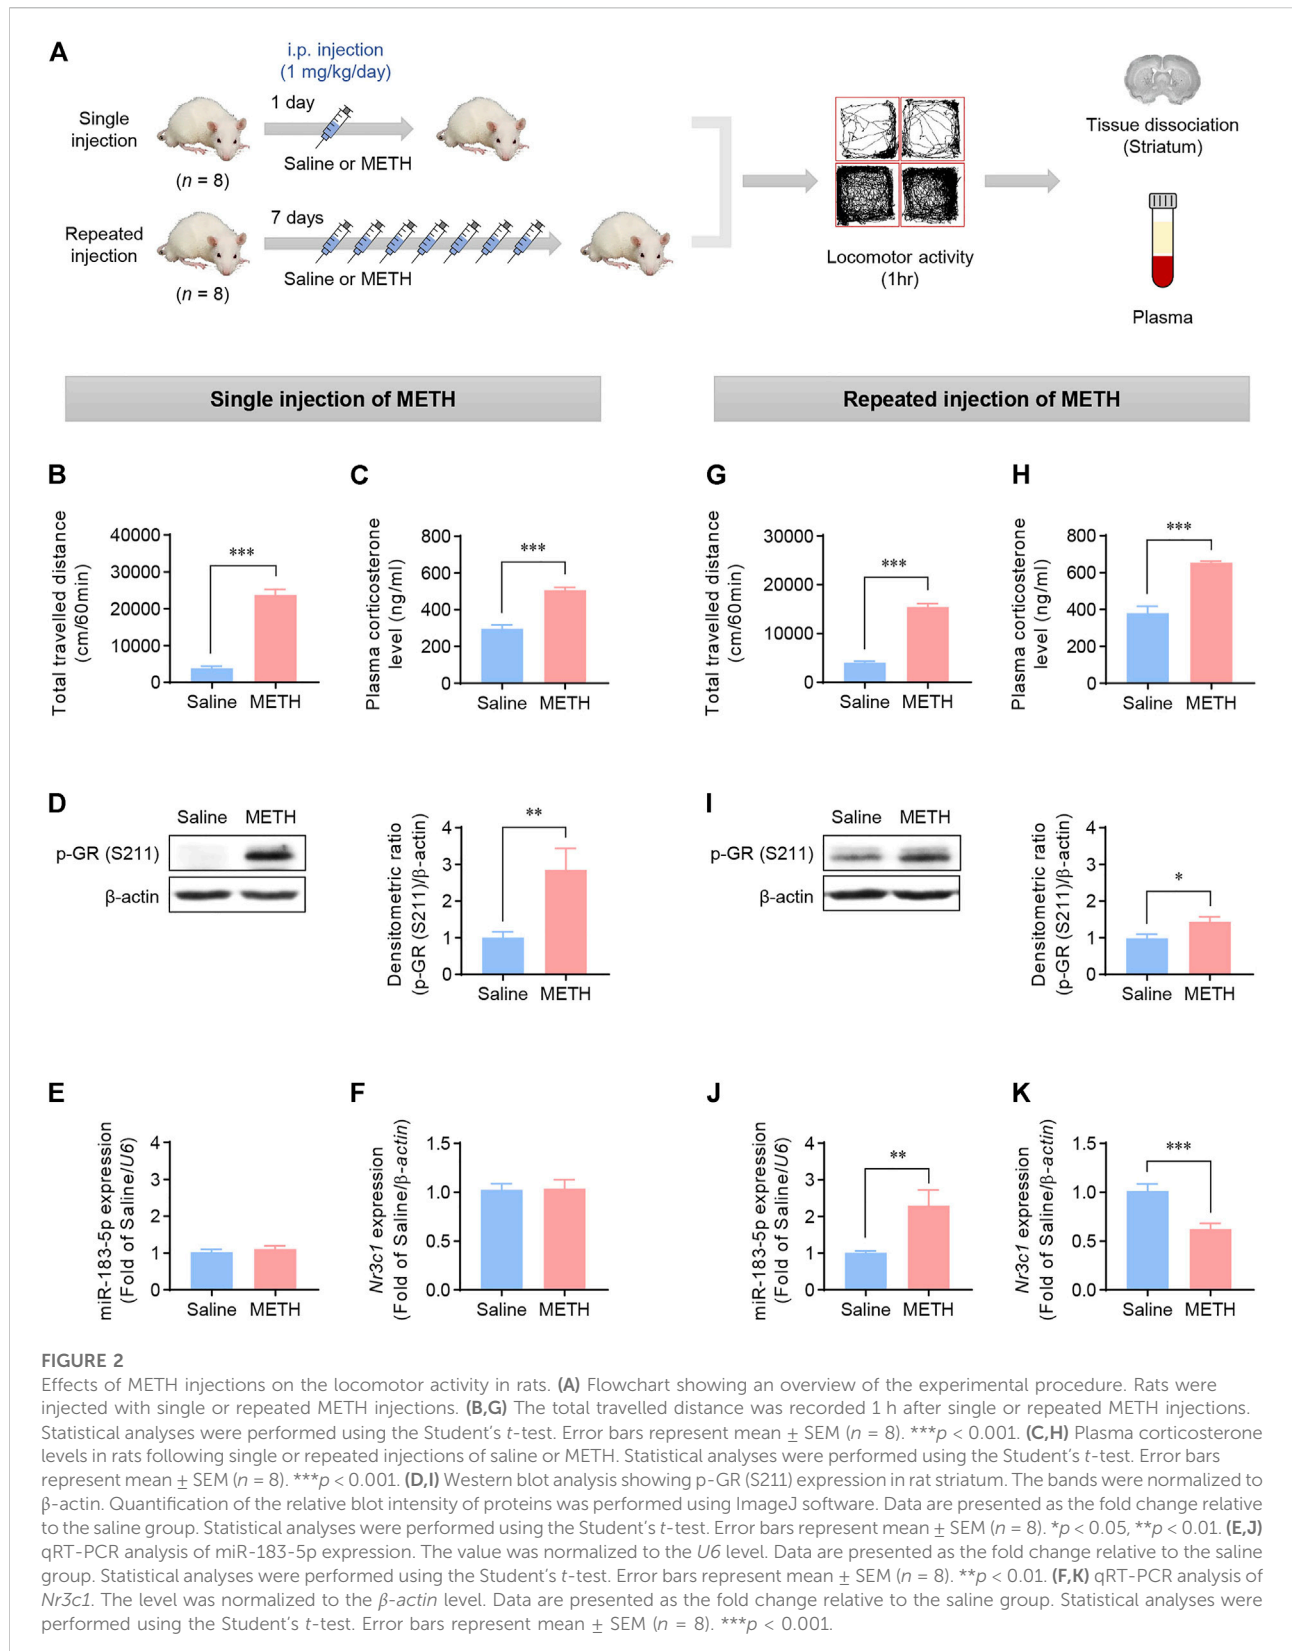 A
i.p. injection
(1 mg/kg/day)
Single
injection
(n = 8)
1 day
Saline or METH
Repeated
injection
(n = 8)
7 days
Saline or METH
Locomotor activity
(1hr)
Tissue dissociation
(Striatum)
Plasma
Single injection of METH
Repeated injection of METH
B
Total travelled distance
(cm/60min)
40000
30000
20000
10000
0
***
Saline METH
C
Plasma corticosterone
level (ng/ml)
800
600
400
200
0
***
Saline METH
G
Total travelled distance
(cm/60min)
30000
20000
10000
0
***
Saline METH
H
Plasma corticosterone
level (ng/ml)
800
600
400
200
0
***
Saline METH
D
Saline METH
p-GR (S211)
β-actin
Densitometric ratio
(p-GR (S211)/β-actin)
4
3
2
1
0
**
Saline METH
I
Saline METH
p-GR (S211)
β-actin
Densitometric ratio
(p-GR (S211)/β-actin)
4
3
2
1
0
*
Saline METH
E
miR-183-5p expression
(Fold of Saline/U6)
4
3
2
1
0
Saline METH
F
Nr3c1 expression
(Fold of Saline/β-actin)
1.5
1.0
0.5
0.0
Saline METH
J
miR-183-5p expression
(Fold of Saline/U6)
4
3
2
1
0
**
Saline METH
K
Nr3c1 expression
(Fold of Saline/β-actin)
1.5
1.0
0.5
0.0
***
Saline METH
FIGURE 2
Effects of METH injections on the locomotor activity in rats. (A) Flowchart showing an overview of the experimental procedure. Rats were
injected with single or repeated METH injections. (B,G) The total travelled distance was recorded 1 h after single or repeated METH injections.
Statistical analyses were performed using the Student's t-test. Error bars represent mean ± SEM (n = 8). ***p < 0.001. (C,H) Plasma corticosterone
levels in rats following single or repeated injections of saline or METH. Statistical analyses were performed using the Student's t-test. Error bars
represent mean ± SEM (n = 8). ***p < 0.001. (D,I) Western blot analysis showing p-GR (S211) expression in rat striatum. The bands were normalized to
β-actin. Quantification of the relative blot intensity of proteins was performed using ImageJ software. Data are presented as the fold change relative
to the saline group. Statistical analyses were performed using the Student's t-test. Error bars represent mean ± SEM (n = 8). *p < 0.05, **p < 0.01. (E,J)
qRT-PCR analysis of miR-183-5p expression. The value was normalized to the U6 level. Data are presented as the fold change relative to the saline
group. Statistical analyses were performed using the Student's t-test. Error bars represent mean ± SEM (n = 8). **p < 0.01. (F,K) qRT-PCR analysis of
Nr3c1. The level was normalized to the β-actin level. Data are presented as the fold change relative to the saline group. Statistical analyses were
performed using the Student's t-test. Error bars represent mean ± SEM (n = 8). ***p < 0.001.